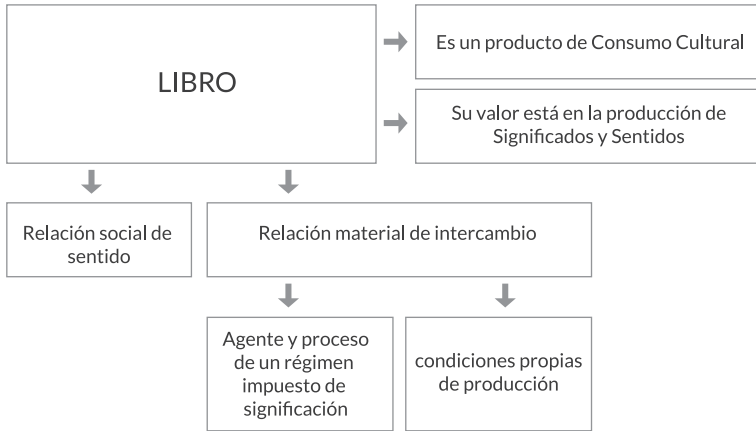 LIBRO
Es un producto de Consumo Cultural
Su valor está en la producción de
Significados y Sentidos
Relación social de
sentido
Relación material de intercambio
Agente y proceso
de un régimen
impuesto de
significación
condiciones propias
de producción